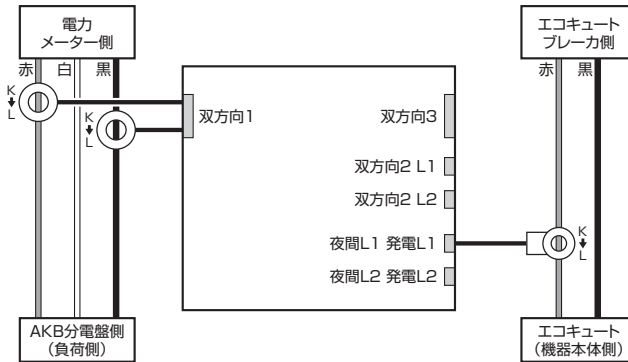 電力
メーター側
赤
白
黒
K
L
K
L
双方向1
双方向3
双方向2 L1
双方向2 L2
夜間L1 発電L1
夜間L2 発電L2
エコキュート
ブレーカ側
赤
黒
K
L
AKB分電盤側
（負荷側）
エコキュート
（機器本体側）